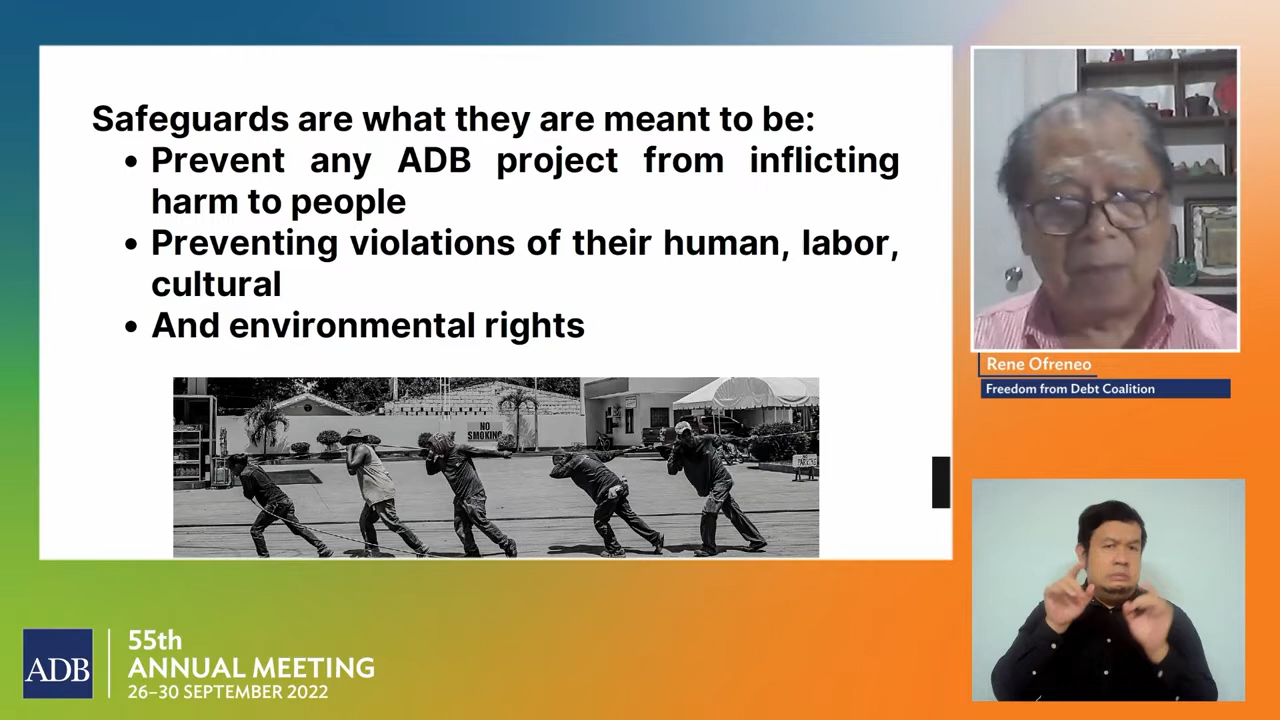 Safeguards are what they are meant to be:
• Prevent any ADB project from inflicting
harm to people
• Preventing violations of their human, labor,
cultural
• And environmental rights
NO
SMOKING
NO
PARKING
Rene Ofreneo
Freedom from Debt Coalition
ADB
55th
ANNUAL MEETING
26–30 SEPTEMBER 2022